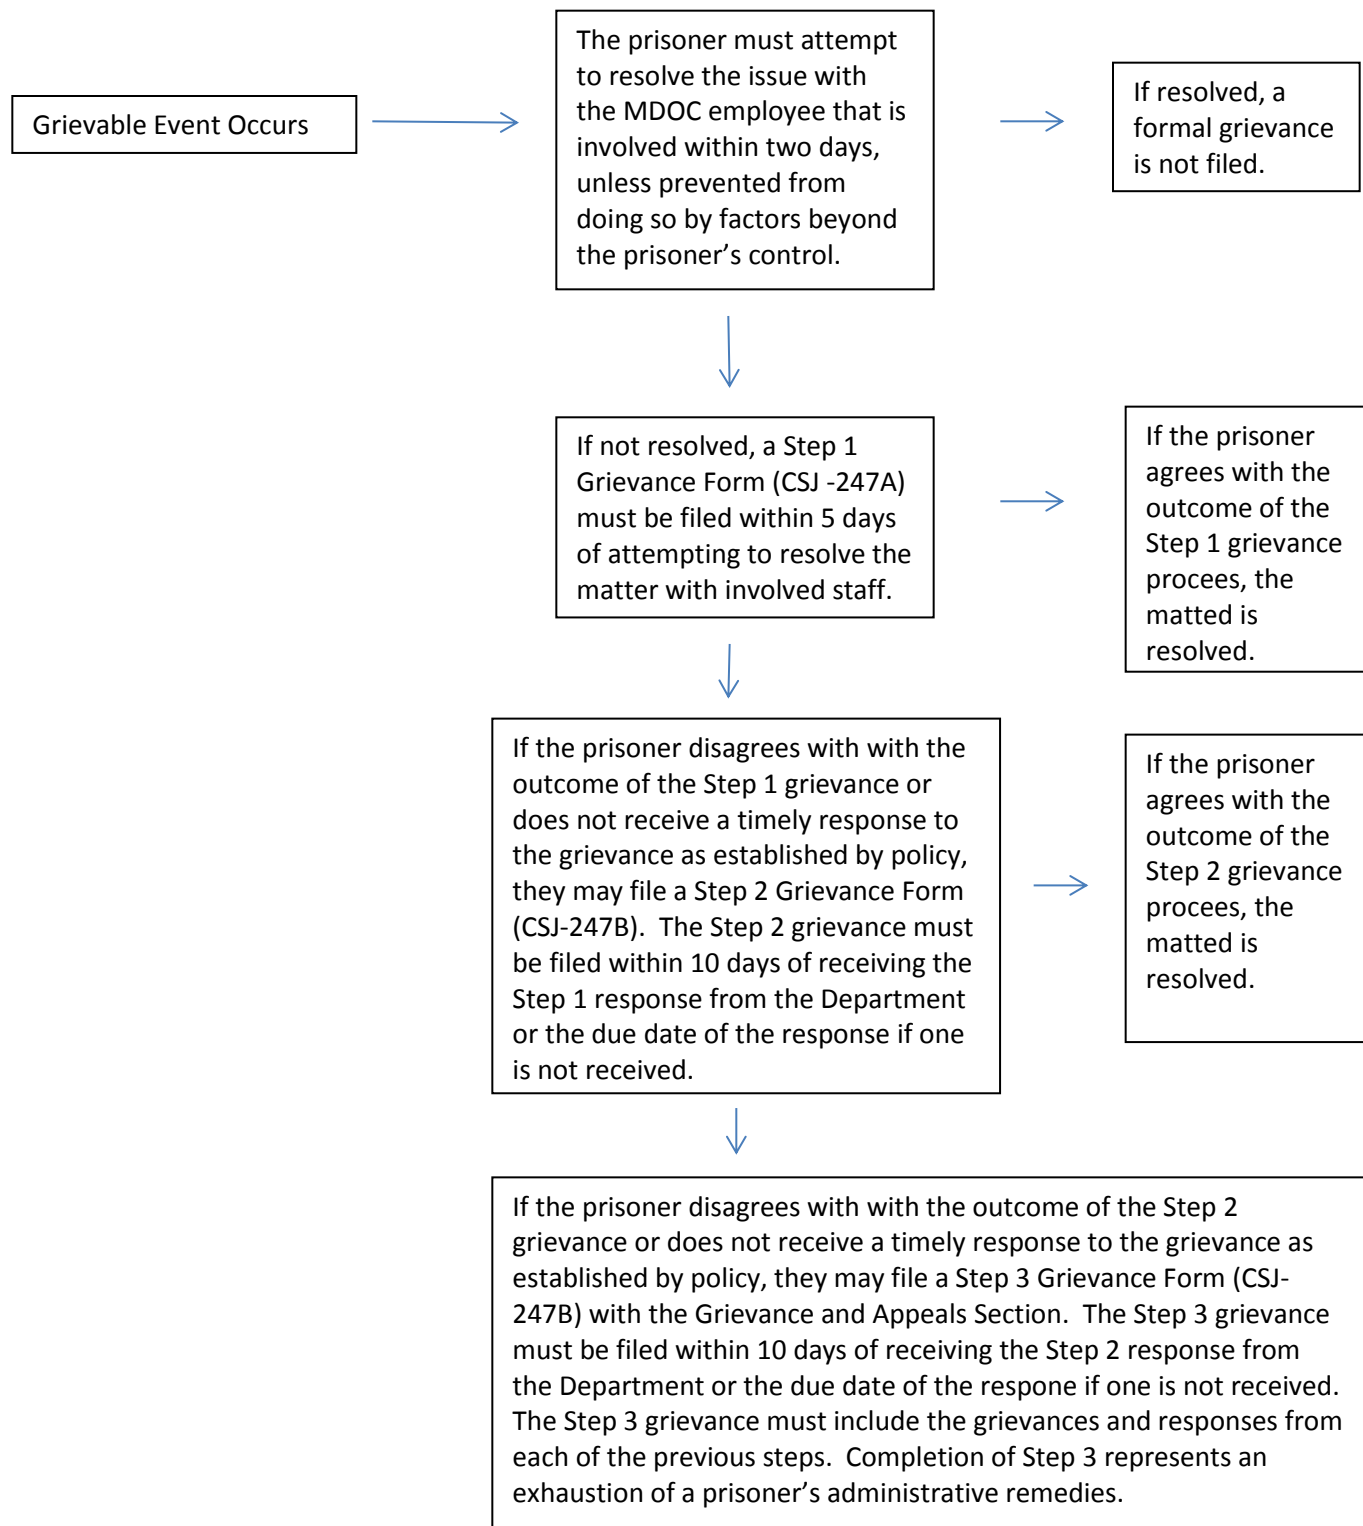 Grievable Event Occurs
The prisoner must attempt
to resolve the issue with
the MDOC employee that is
involved within two days,
unless prevented from
doing so by factors beyond
the prisoner’s control.
If resolved, a
formal grievance
is not filed.
If not resolved, a Step 1
Grievance Form (CSJ -247A)
must be filed within 5 days
of attempting to resolve the
matter with involved staff.
If the prisoner
agrees with the
outcome of the
Step 1 grievance
procees, the
matted is
resolved.
If the prisoner disagrees with with the
outcome of the Step 1 grievance or
does not receive a timely response to
the grievance as established by policy,
they may file a Step 2 Grievance Form
(CSJ-247B).  The Step 2 grievance must
be filed within 10 days of receiving the
Step 1 response from the Department
or the due date of the response if one
is not received.
If the prisoner
agrees with the
outcome of the
Step 2 grievance
procees, the
matted is
resolved.
If the prisoner disagrees with with the outcome of the Step 2
grievance or does not receive a timely response to the grievance as
established by policy, they may file a Step 3 Grievance Form (CSJ-
247B) with the Grievance and Appeals Section.  The Step 3 grievance
must be filed within 10 days of receiving the Step 2 response from
the Department or the due date of the respone if one is not received.
The Step 3 grievance must include the grievances and responses from
each of the previous steps.  Completion of Step 3 represents an
exhaustion of a prisoner’s administrative remedies.